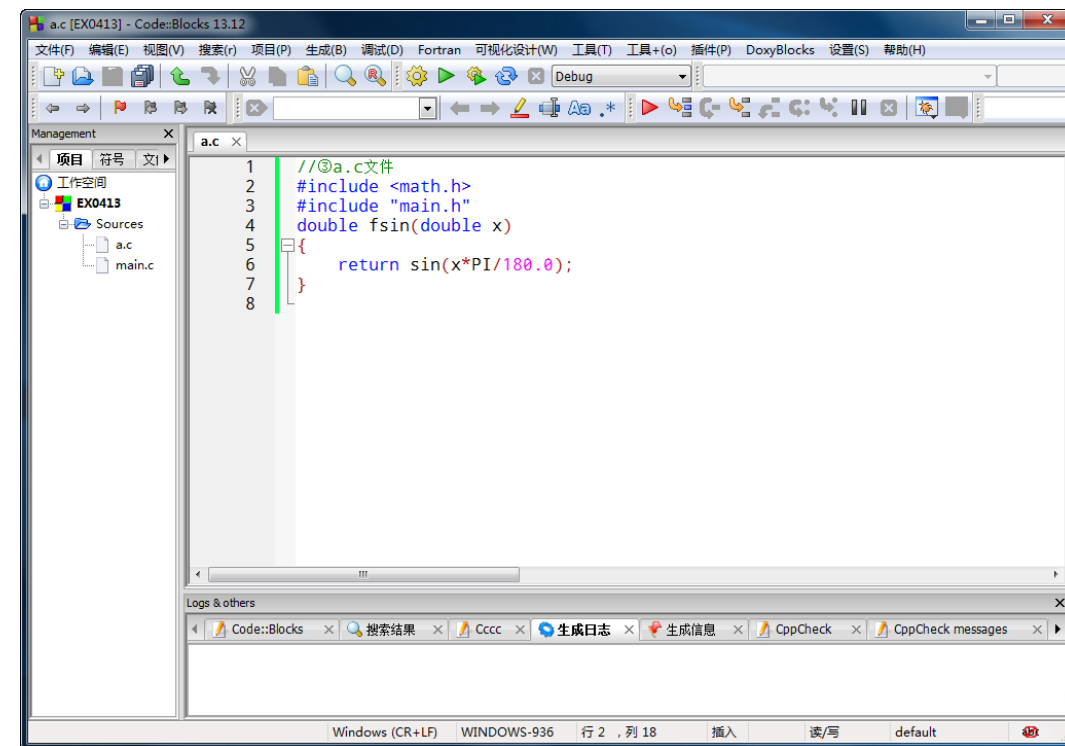 a.c [EX0413] - Code::Blocks 13.12
文件(F) 编辑(E) 视图(V) 搜索(r) 项目(P) 生成(B) 调试(D) Fortran 可视化设计(W) 工具(T) 工具+(o) 插件(P) DoxyBlocks 设置(S) 帮助(H)
Debug
Management
项目 符号 文
工作空间
EX0413
Sources
a.c
main.c
a.c
1 //③a.c文件
2 #include <math.h>
3 #include "main.h"
4 double fsin(double x)
5 {
6 return sin(x*PI/180.0);
7 }
8
Logs & others
Code::Blocks 搜索结果 Cccc 生成日志 生成信息 CppCheck CppCheck messages
Windows (CR+LF) WINDOWS-936 行 2 , 列 18 插入 读/写 default